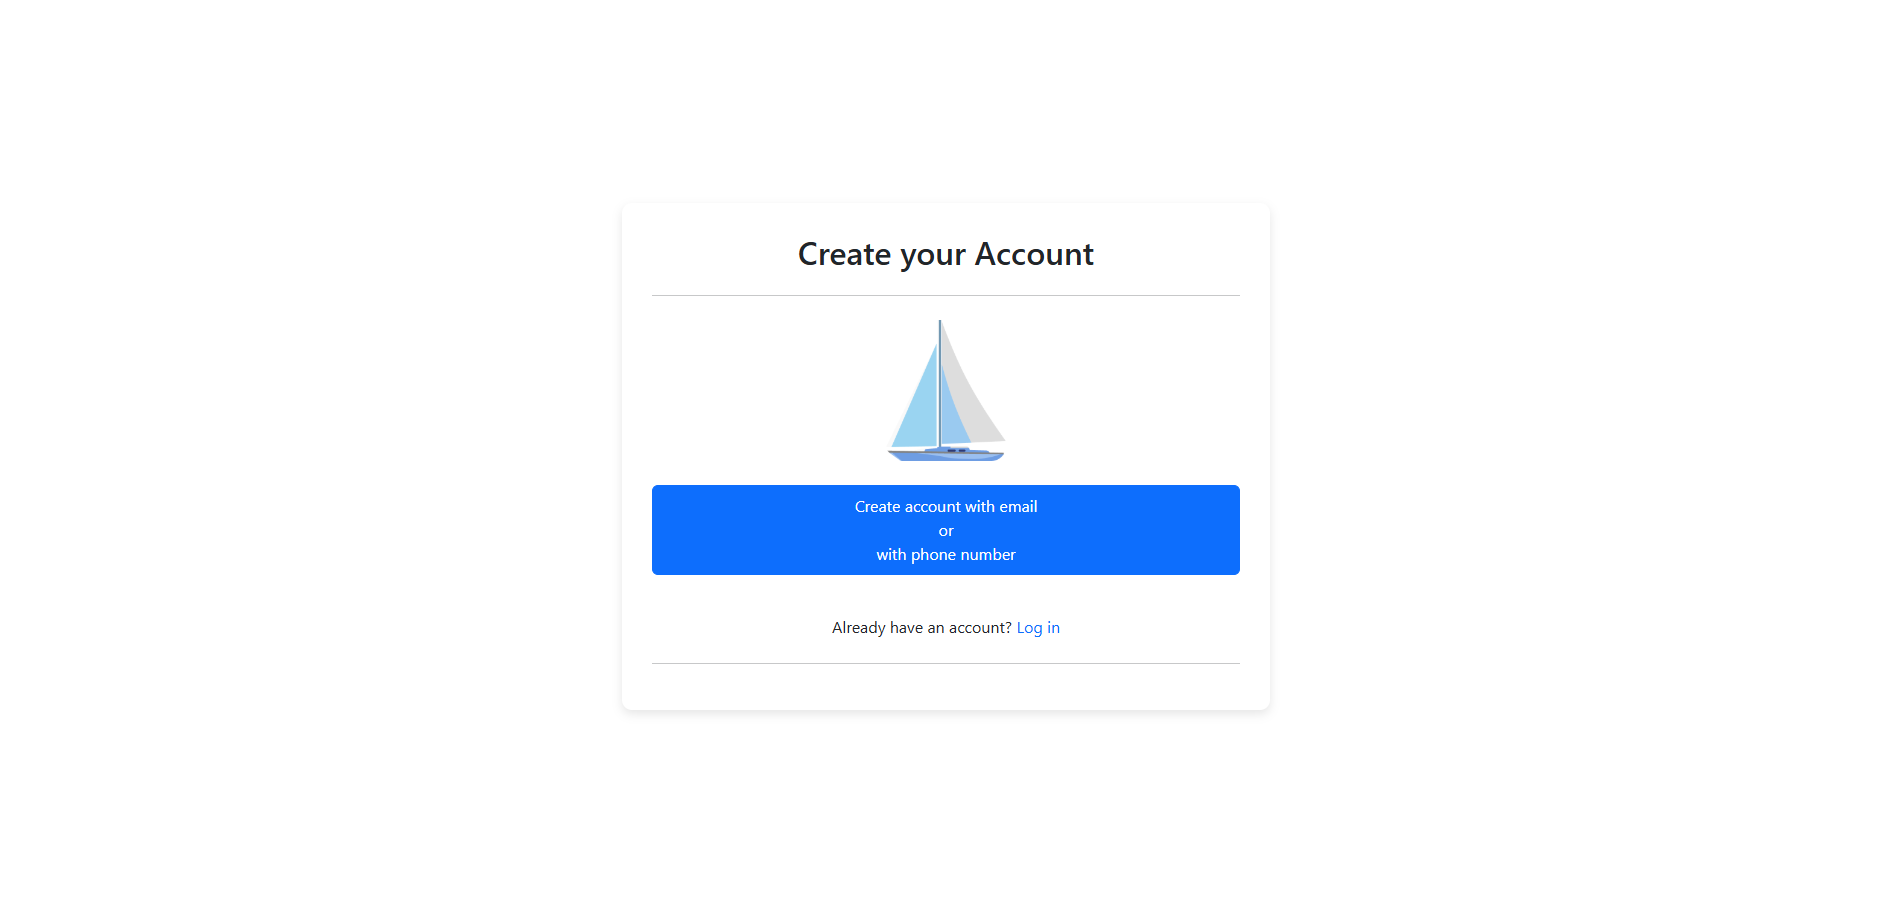 Create your Account
Create account with email
or
with phone number
Already have an account? Log in